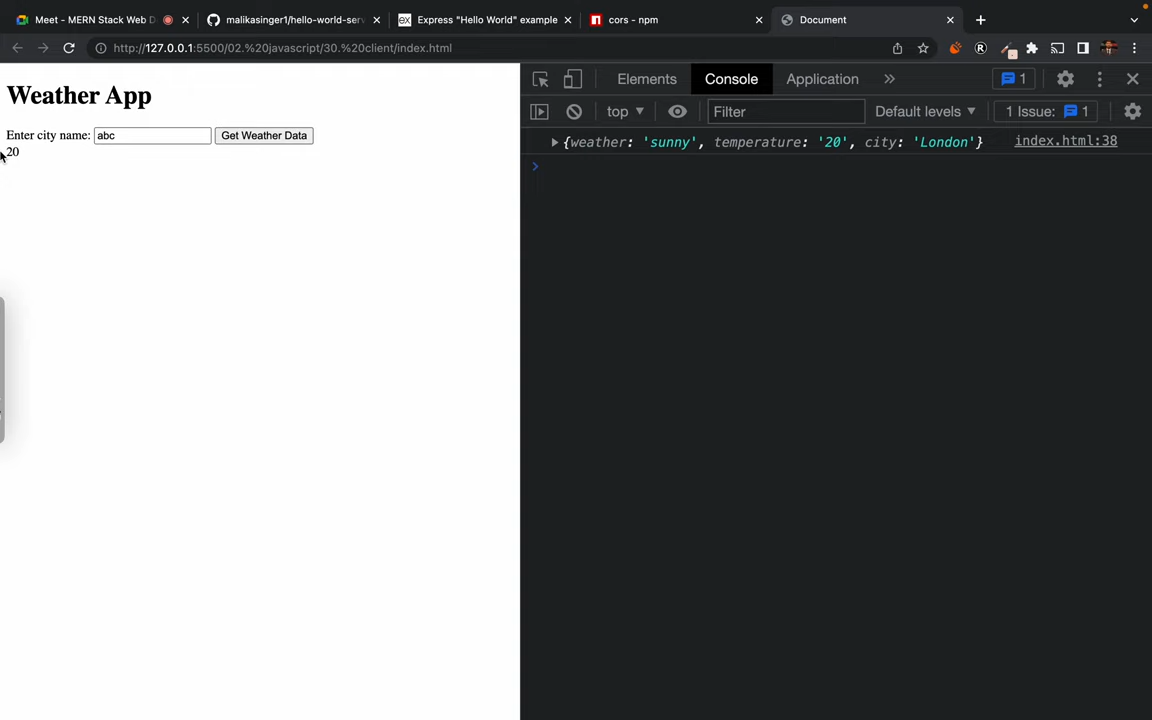 Meet - MERN Stack Web D
malikasinger1/hello-world-serv
ex Express "Hello World" example
cors - npm
Document
http://127.0.0.1:5500/02.%20javascript/30.%20client/index.html
R
Weather App
Enter city name: abc Get Weather Data
20
Elements Console Application » 1
top Filter Default levels 1 Issue: 1
{weather: 'sunny', temperature: '20', city: 'London'} index.html:38